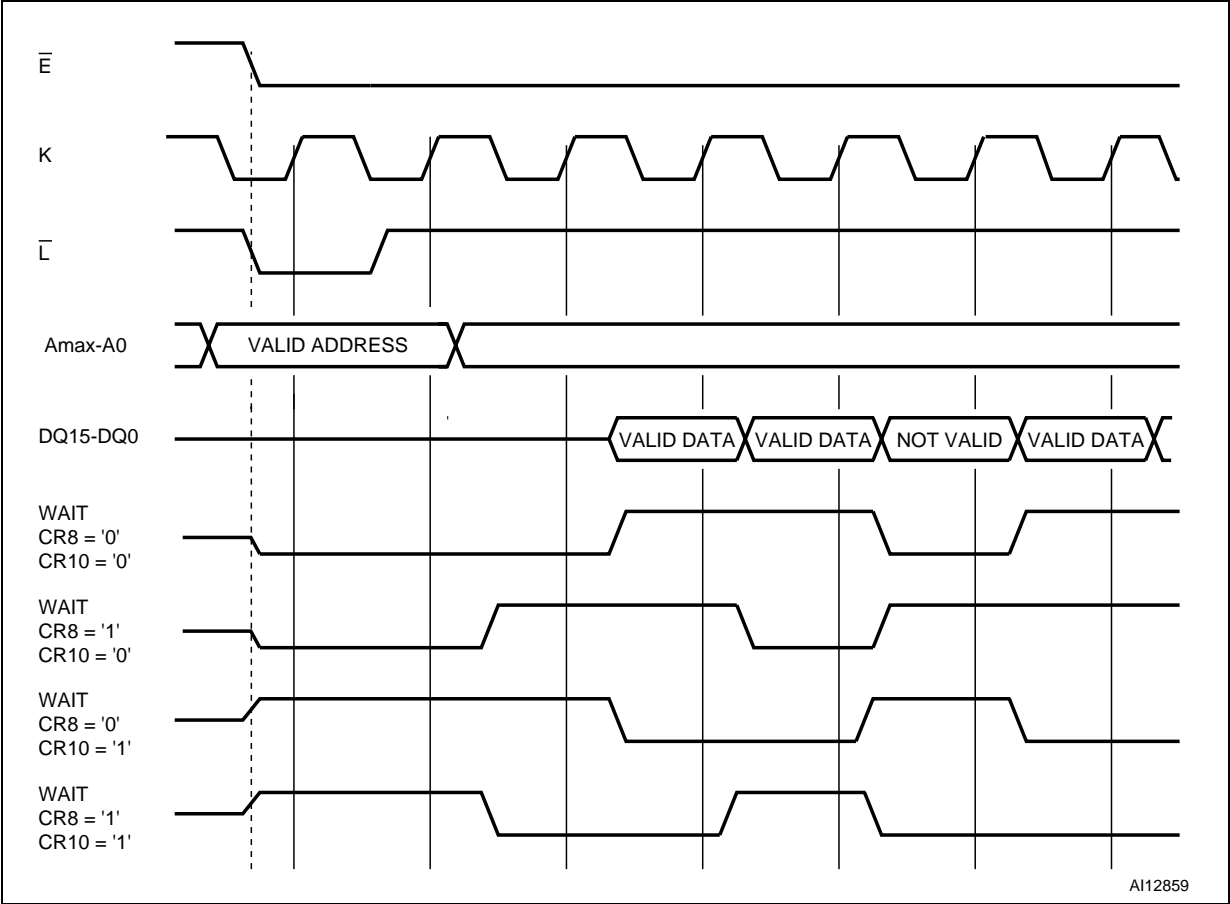 E
K
L
Amax-A0
VALID ADDRESS
DQ15-DQ0
VALID DATA VALID DATA NOT VALID VALID DATA
WAIT
CR8 = '0'
CR10 = '0'
WAIT
CR8 = '1'
CR10 = '0'
WAIT
CR8 = '0'
CR10 = '1'
WAIT
CR8 = '1'
CR10 = '1'
AI12859